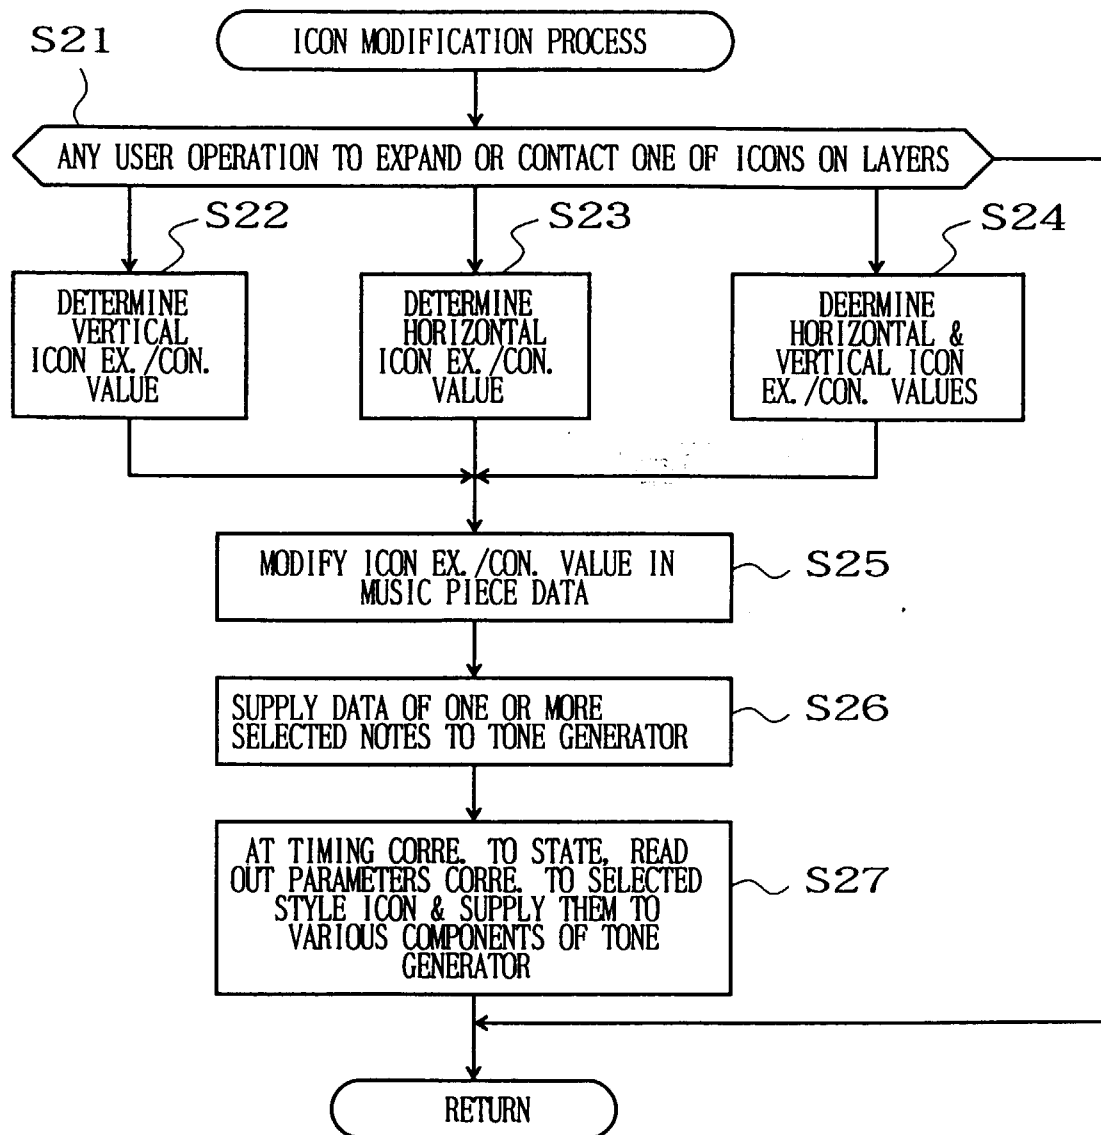 ICON MODIFICATION PROCESS
S21
ANY USER OPERATION TO EXPAND OR CONTACT ONE OF ICONS ON LAYERS
S22
DETERMINE
VERTICAL
ICON EX./CON.
VALUE
S23
DETERMINE
HORIZONTAL
ICON EX./CON.
VALUE
S24
DEERMINE
HORIZONTAL &
VERTICAL ICON
EX./CON. VALUES
MODIFY ICON EX./CON. VALUE IN
MUSIC PIECE DATA
S25
SUPPLY DATA OF ONE OR MORE
SELECTED NOTES TO TONE GENERATOR
S26
AT TIMING CORRE. TO STATE, READ
OUT PARAMETERS CORRE. TO SELECTED
STYLE ICON & SUPPLY THEM TO
VARIOUS COMPONENTS OF TONE
GENERATOR
S27
RETURN